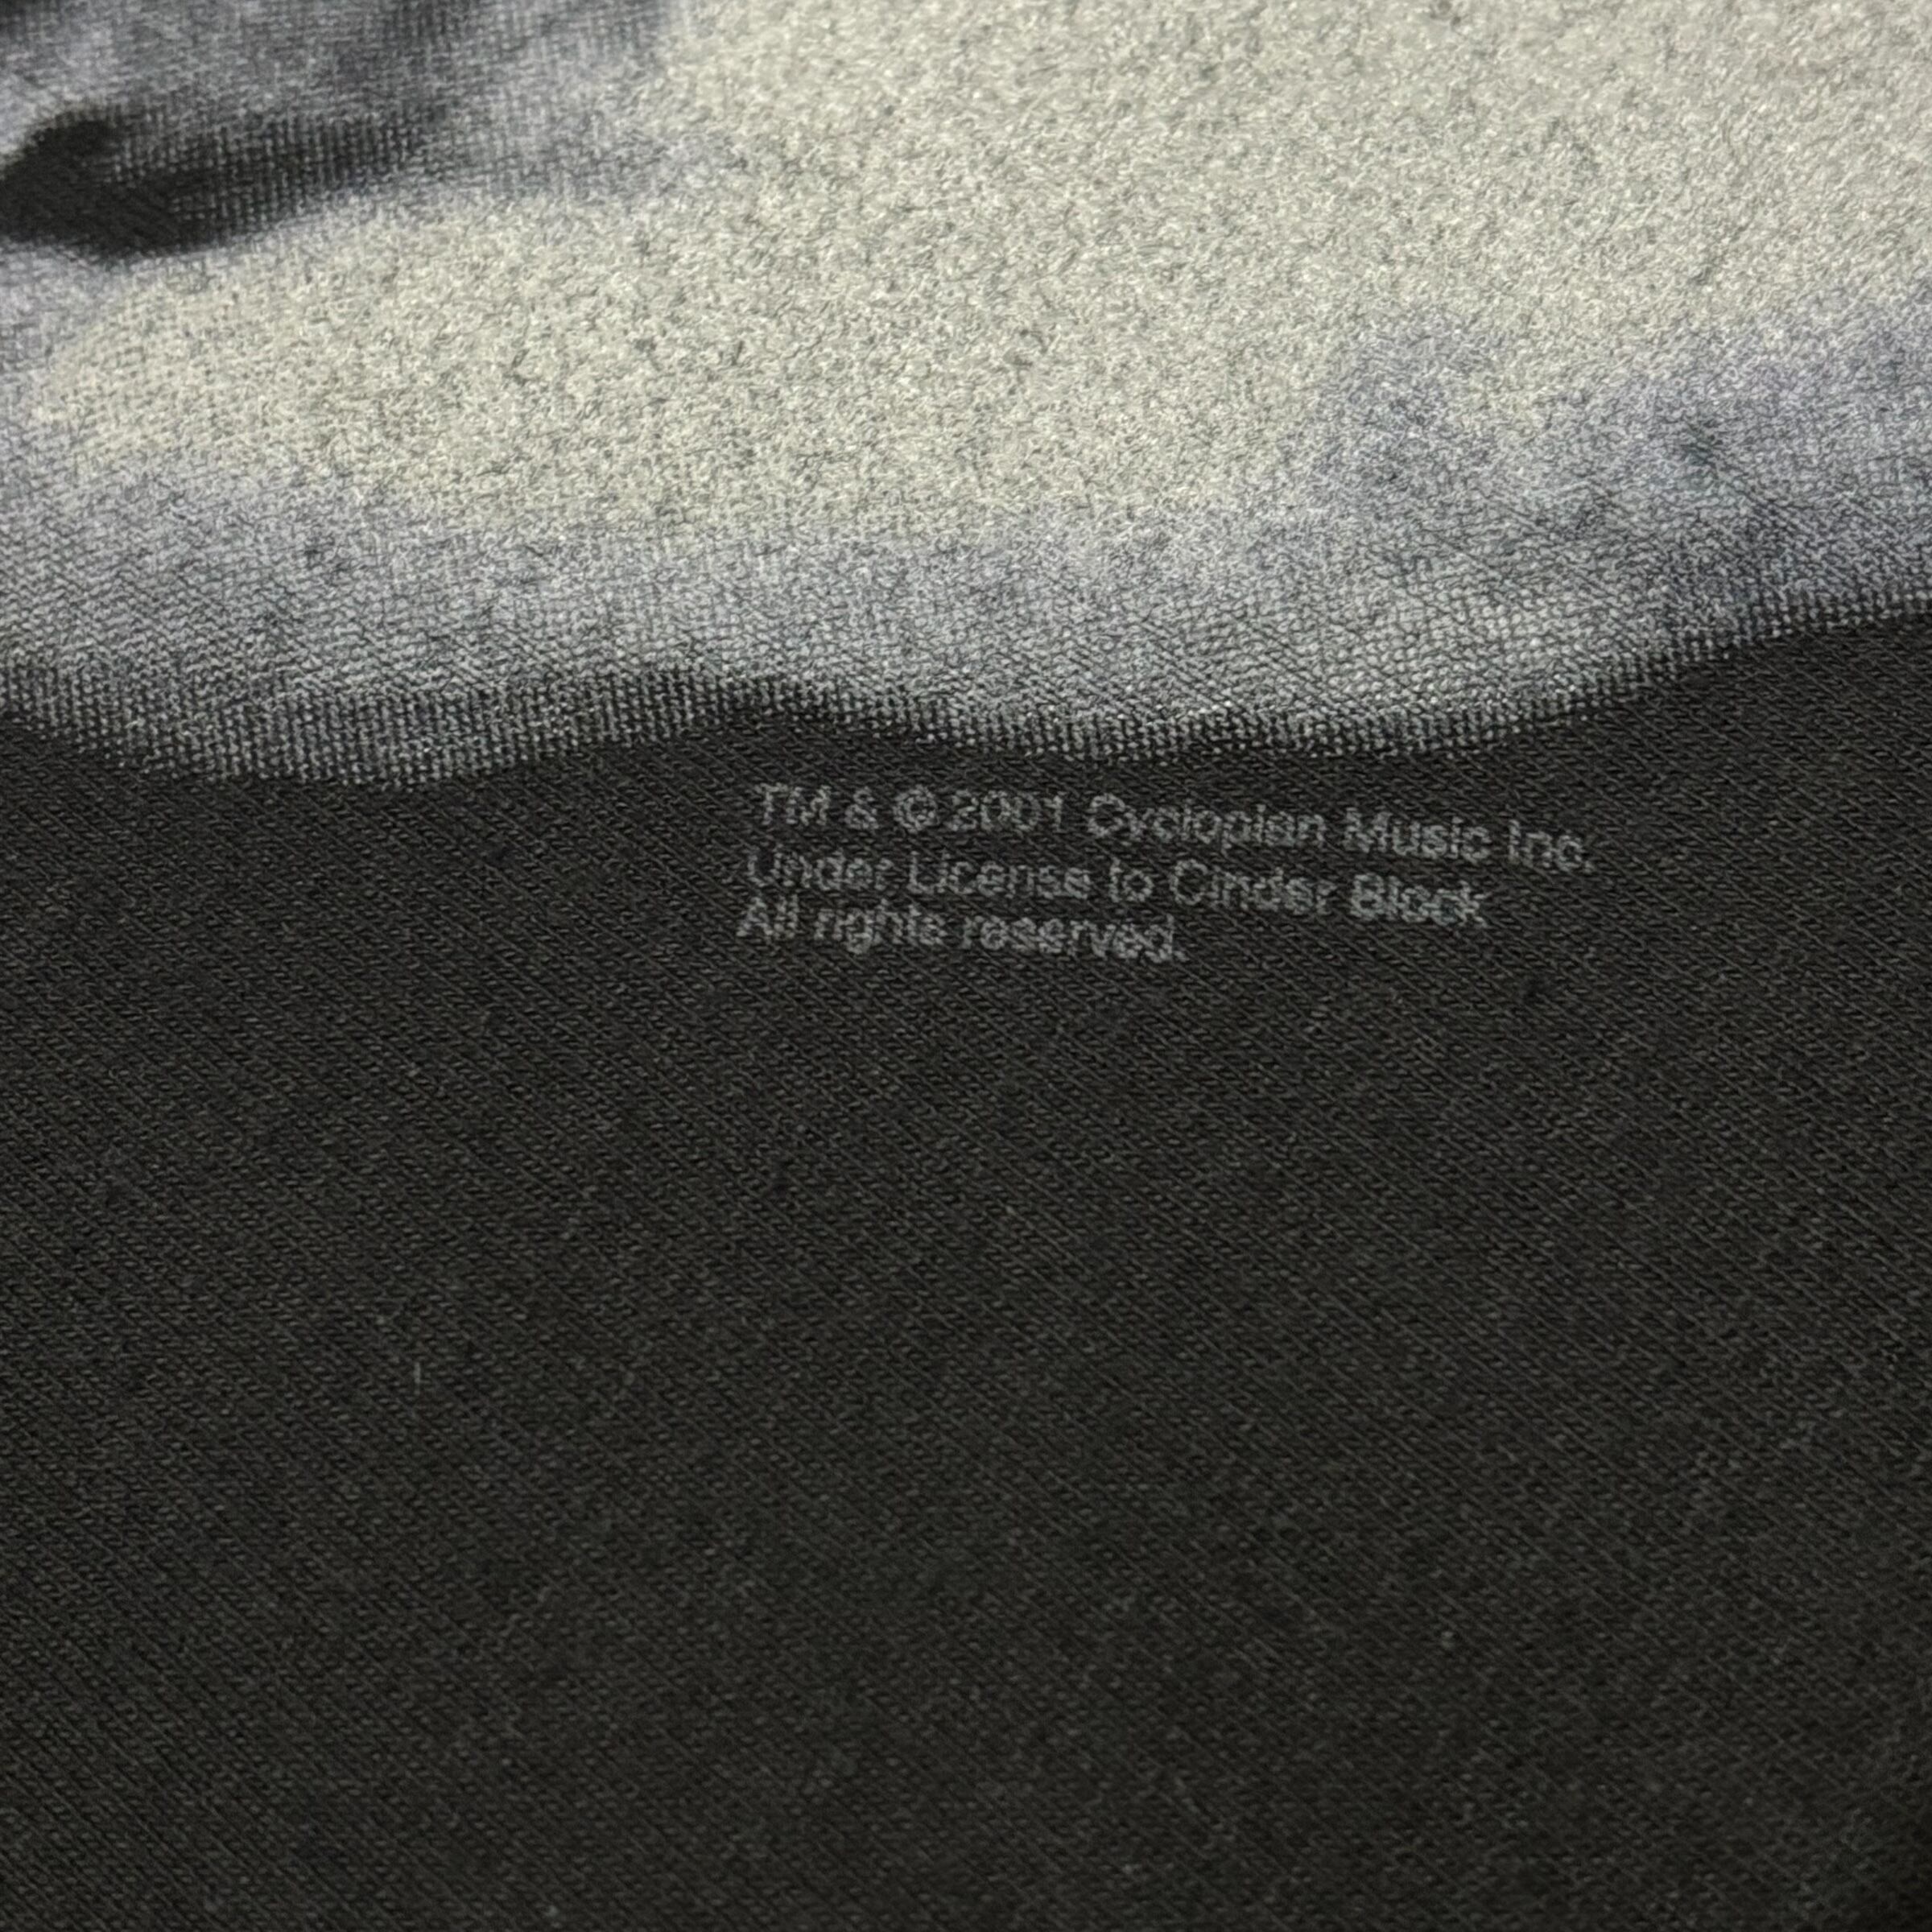 TM & © 2001 Cyclopian Music Inc.
Under License to Cinder Block
All rights reserved.